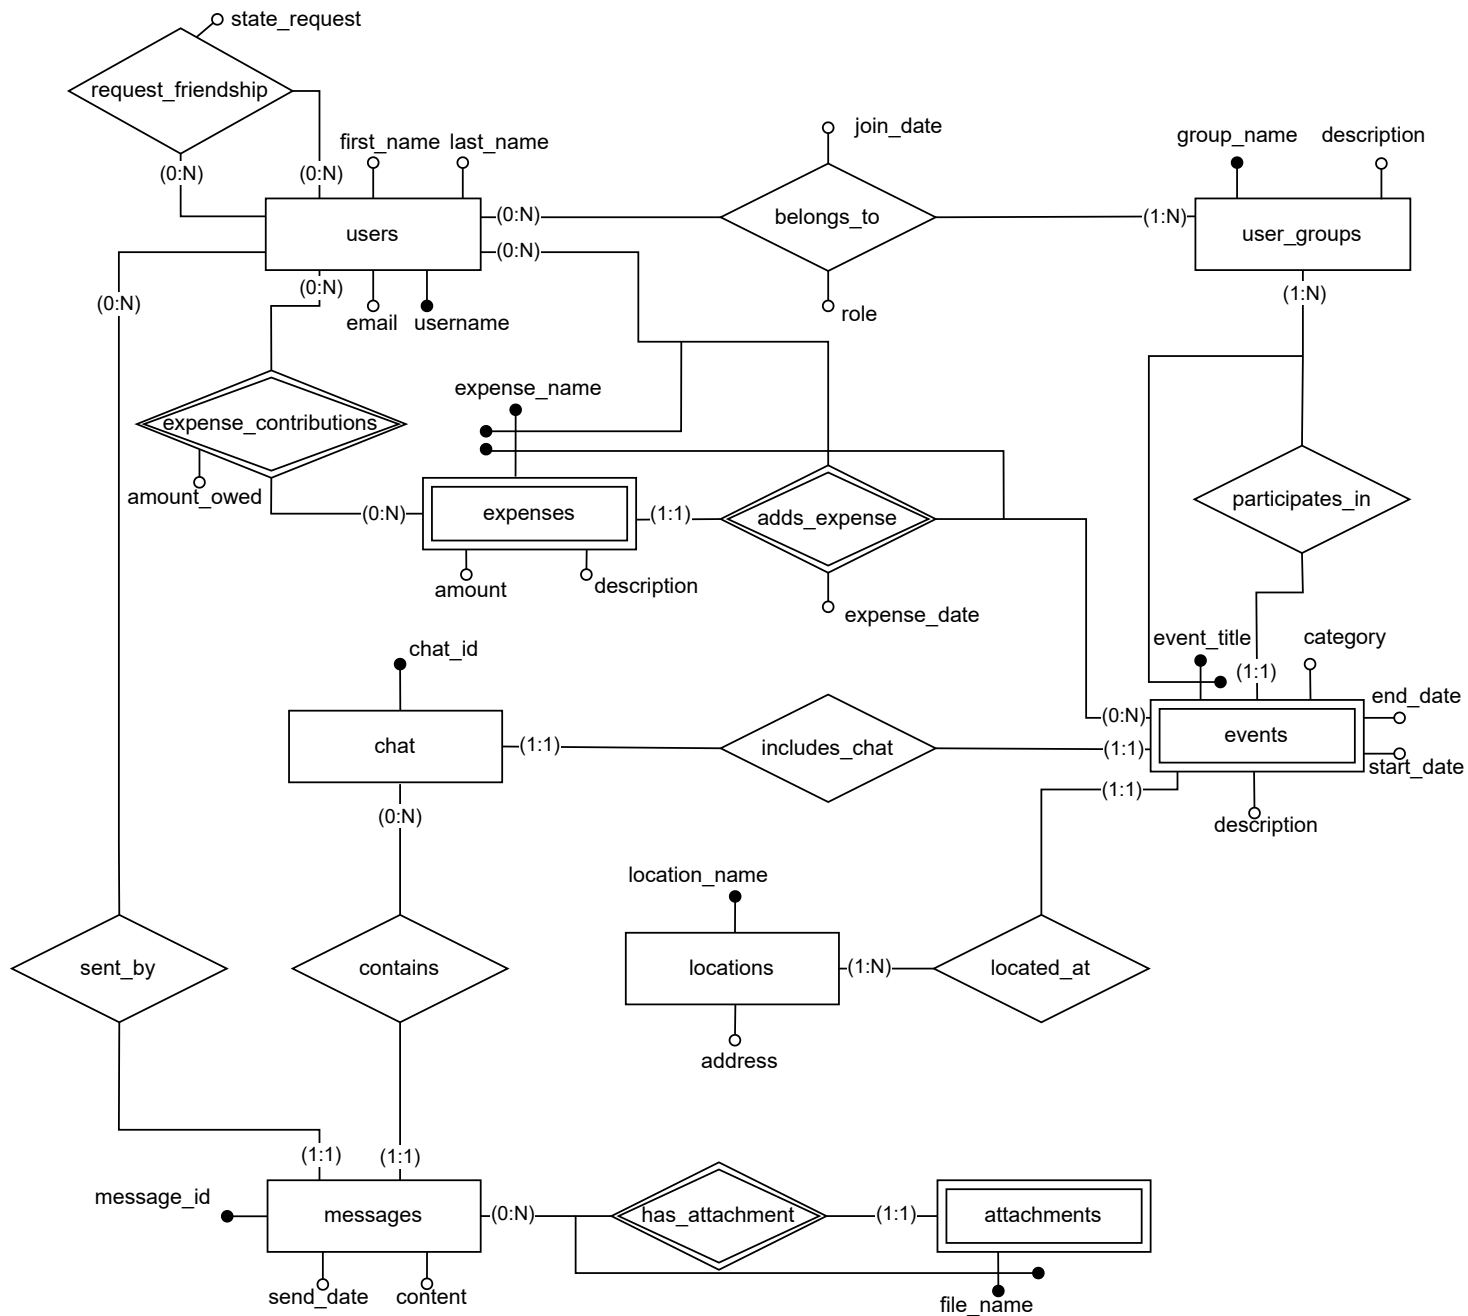 state_request
request_friendship
first_name
last_name
join_date
group_name
description
(0:N)
(0:N)
users
(0:N)
belongs_to
(1:N)
user_groups
(0:N)
(0:N)
(0:N)
(1:N)
email
username
role
expense_name
expense_contributions
amount_owed
(0:N)
expenses
(1:1)
adds_expense
participates_in
amount
description
expense_date
chat_id
event_title
category
(1:1)
end_date
chat
(1:1)
includes_chat
(0:N)
(1:1)
events
start_date
(1:1)
description
(0:N)
location_name
sent_by
contains
locations
(1:N)
located_at
address
(1:1)
(1:1)
message_id
messages
(0:N)
has_attachment
(1:1)
attachments
send_date
content
file_name